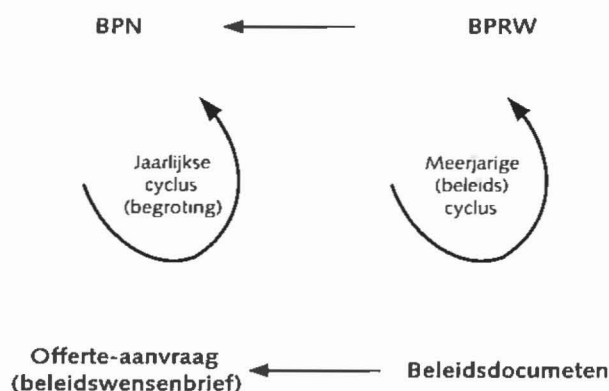 BPN
BPRW
Jaarlijkse
cyclus
(begroting)
Meerjarige
(beleids)
cyclus
Offerte-aanvraag
(beleidswensenbrief)
Beleidsdocumeten